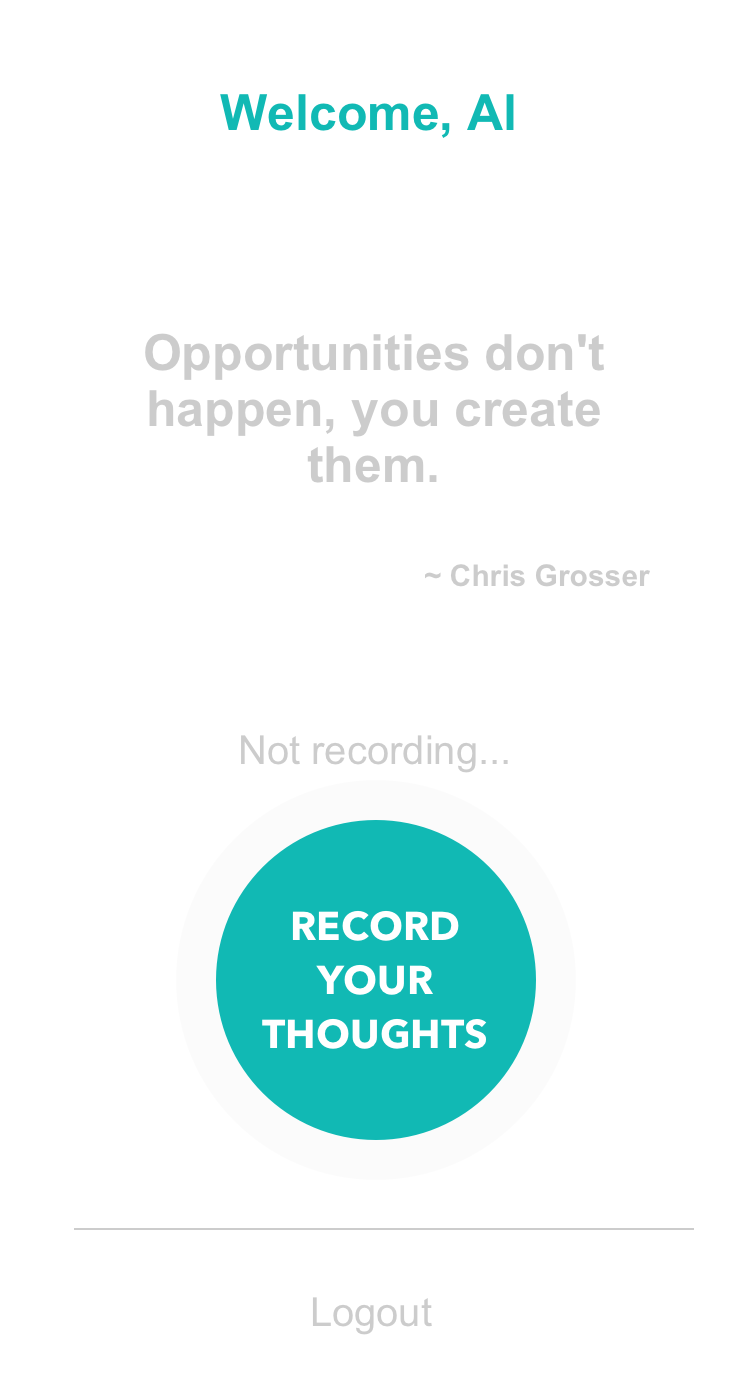 Welcome, Al
Opportunities don't
happen, you create
them.
~ Chris Grosser
Not recording...
RECORD
YOUR
THOUGHTS
Logout